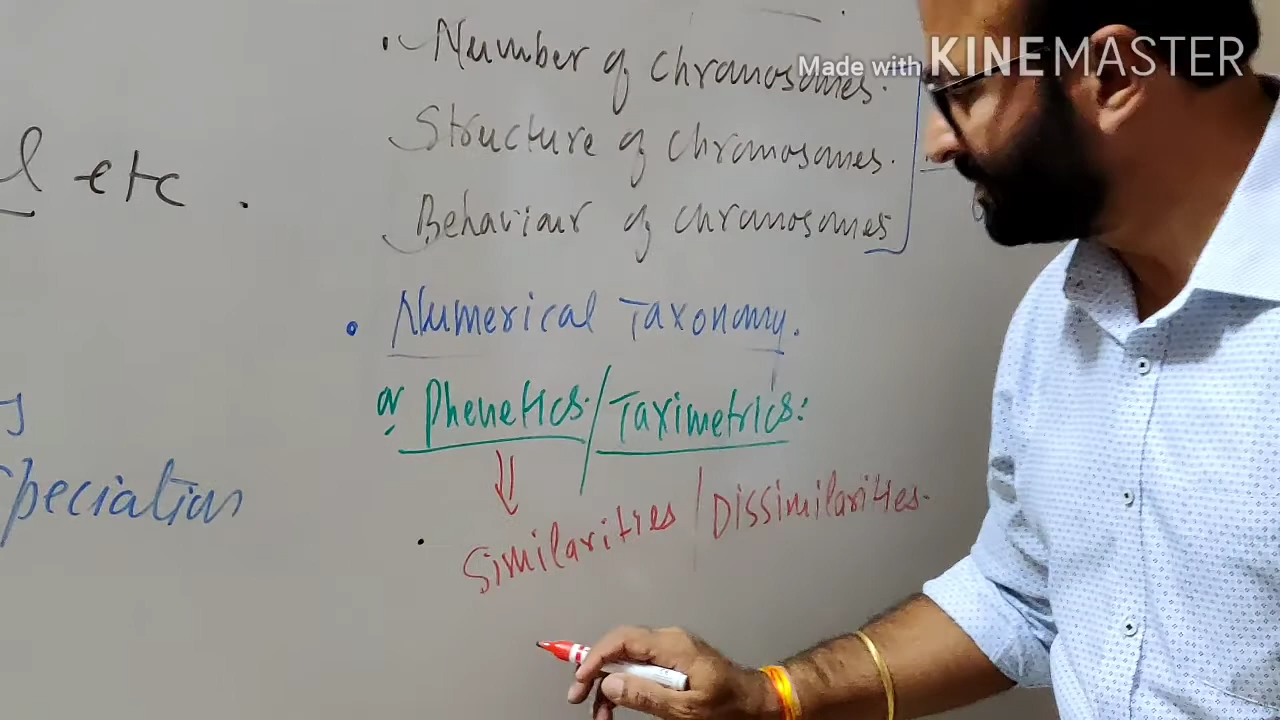 Made with KINEMASTER
• Number of chromosomes.
Structure of chromosomes.
Behaviour of chromosomes
etc .
• Numerical Taxonomy.
or Phenetics./Taximetrics:
Speciation
Similarities / Dissimilarities.